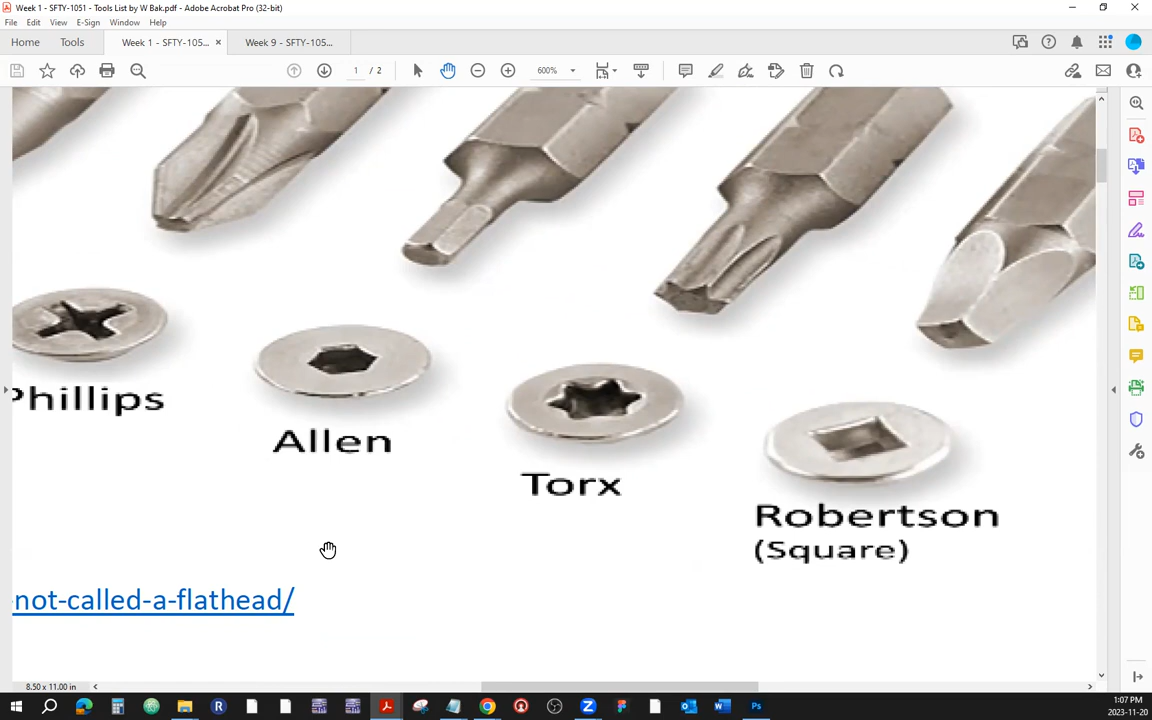 Week 1 - SFTY-1051 - Tools List by W Bak.pdf - Adobe Acrobat Pro (32-bit)
File Edit View E-Sign Window Help
Home Tools Week 1 - SFTY-105... × Week 9 - SFTY-105...
1 / 2 600%
Phillips
Allen
Torx
Robertson
(Square)
-not-called-a-flathead/
8.50 x 11.00 in
1:07 PM
2023-11-20